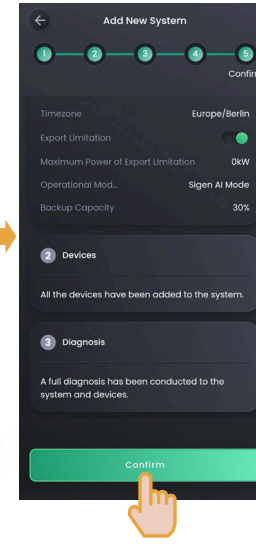 Add New System
1 2 3 4 5
Confir
Timezone Europe/Berlin
Export Limitation
Maximum Power of Export Limitation 0kW
Operational Mod... Sigen AI Mode
Backup Capacity 30%
2 Devices
All the devices have been added to the system.
3 Diagnosis
A full diagnosis has been conducted to the
system and devices.
Confirm